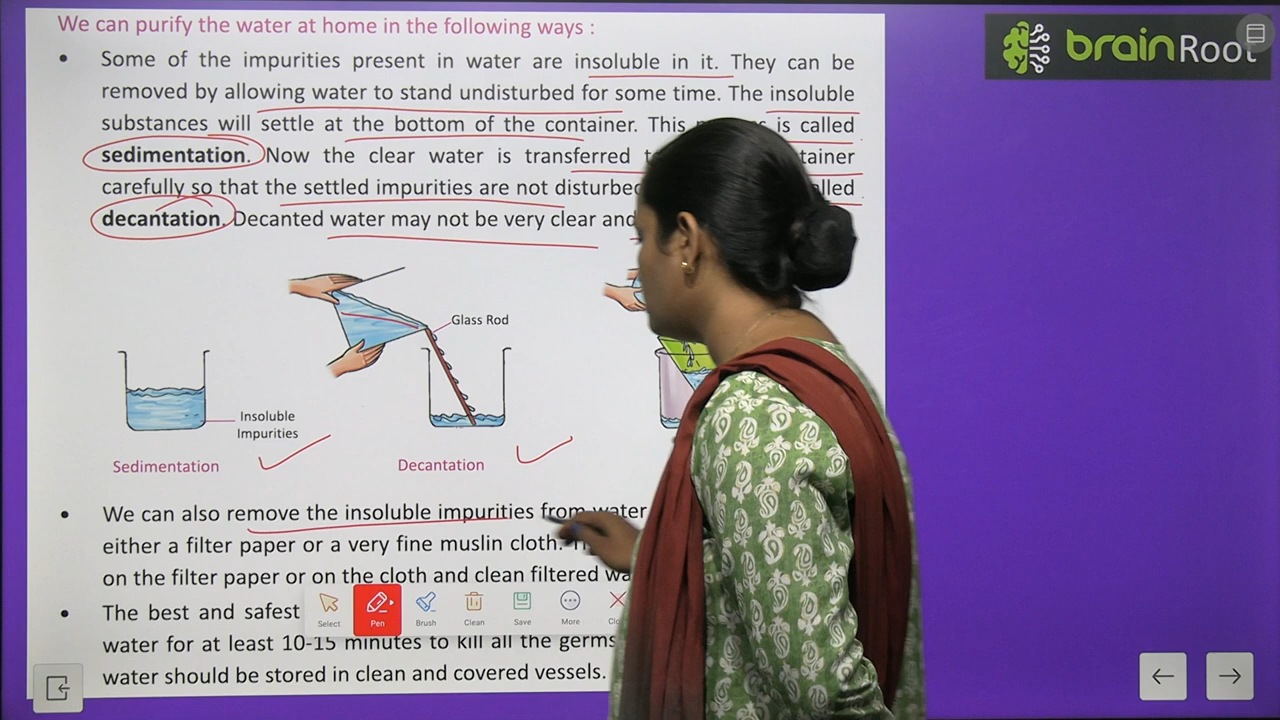 We can purify the water at home in the following ways :
brainRoot
• Some of the impurities present in water are insoluble in it. They can be
removed by allowing water to stand undisturbed for some time. The insoluble
substances will settle at the bottom of the container. This is called
sedimentation. Now the clear water is transferred
carefully so that the settled impurities are not
decantation. Decanted water may not be very clear and
Glass Rod
Insoluble
Impurities
Sedimentation
Decantation
• We can also remove the insoluble impurities from water
either a filter paper or a very fine muslin cloth.
on the filter paper or on the cloth and clean filtered
Select
Pen
Brush
Clean
Save
More
• The best and safest
water for at least 10-15 minutes to kill all the germs
water should be stored in clean and covered vessels.